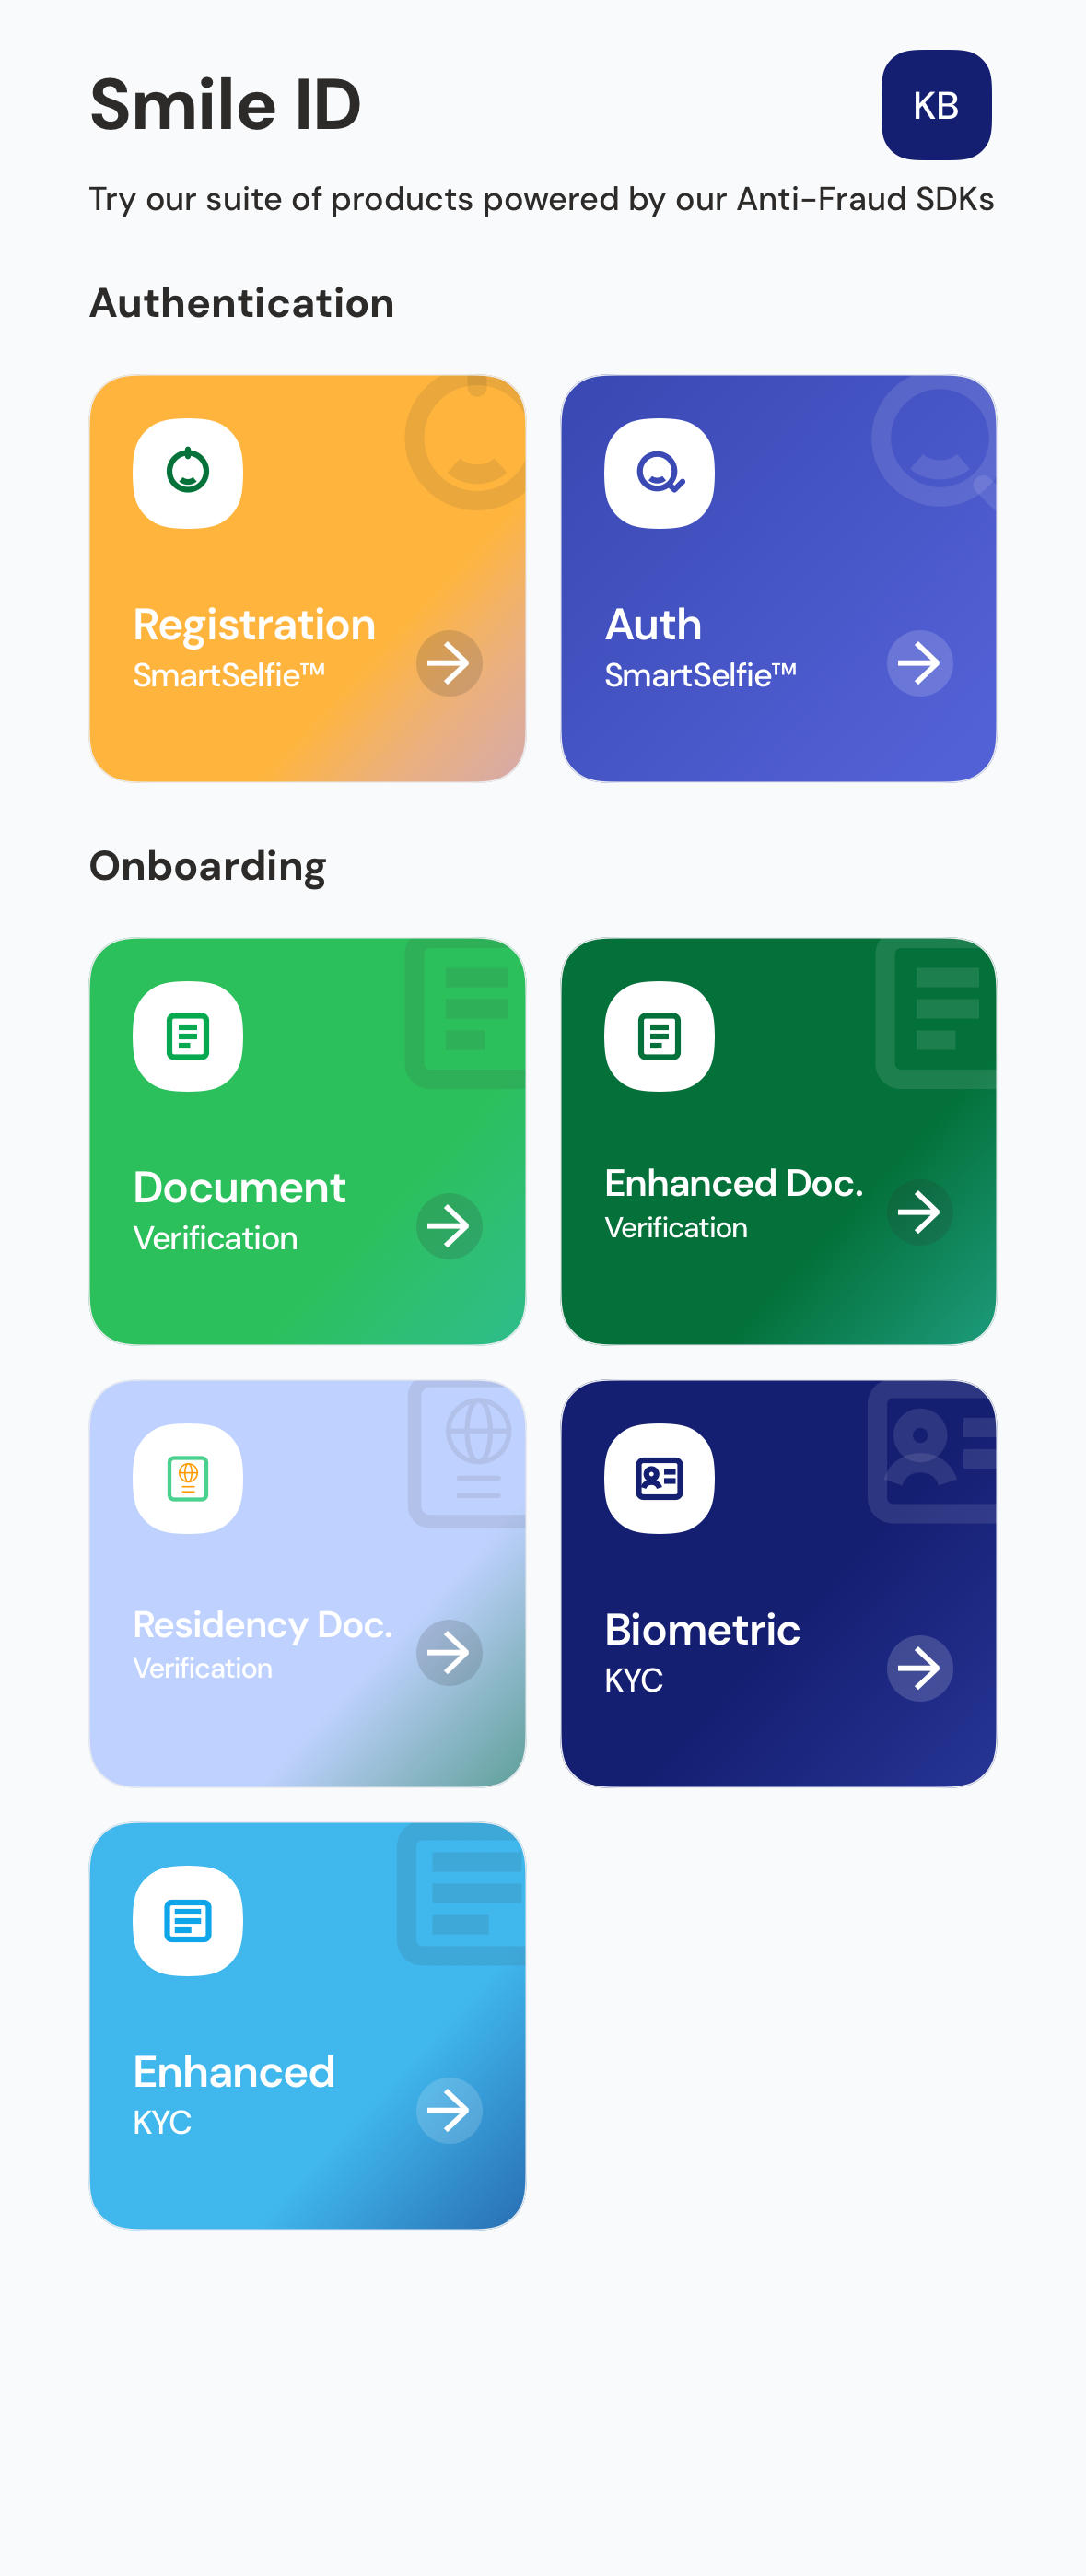 Smile ID
KB
Try our suite of products powered by our Anti-Fraud SDKs
Authentication
Registration
SmartSelfie™
Auth
SmartSelfie™
Onboarding
Document
Verification
Enhanced Doc.
Verification
Residency Doc.
Verification
Biometric
KYC
Enhanced
KYC